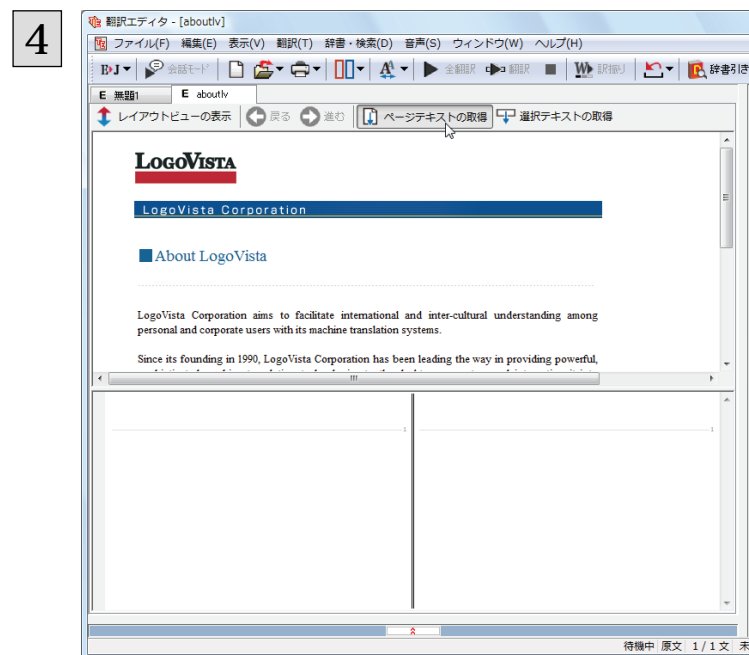 4
翻訳エディタ - [aboutlv]
ファイル(F) 編集(E) 表示(V) 翻訳(T) 辞書・検索(D) 音声(S) ウィンドウ(W) ヘルプ(H)
E›J 会話モード 全翻訳 翻訳 訳振り 辞書引き
E 無題1 E aboutlv
レイアウトビューの表示 戻る 進む ページテキストの取得 選択テキストの取得
LOGOVISTA
LogoVista Corporation
About LogoVista
LogoVista Corporation aims to facilitate international and inter-cultural understanding among
personal and corporate users with its machine translation systems.
Since its founding in 1990, LogoVista Corporation has been leading the way in providing powerful,
1 1
待機中 原文 1 / 1 文 未